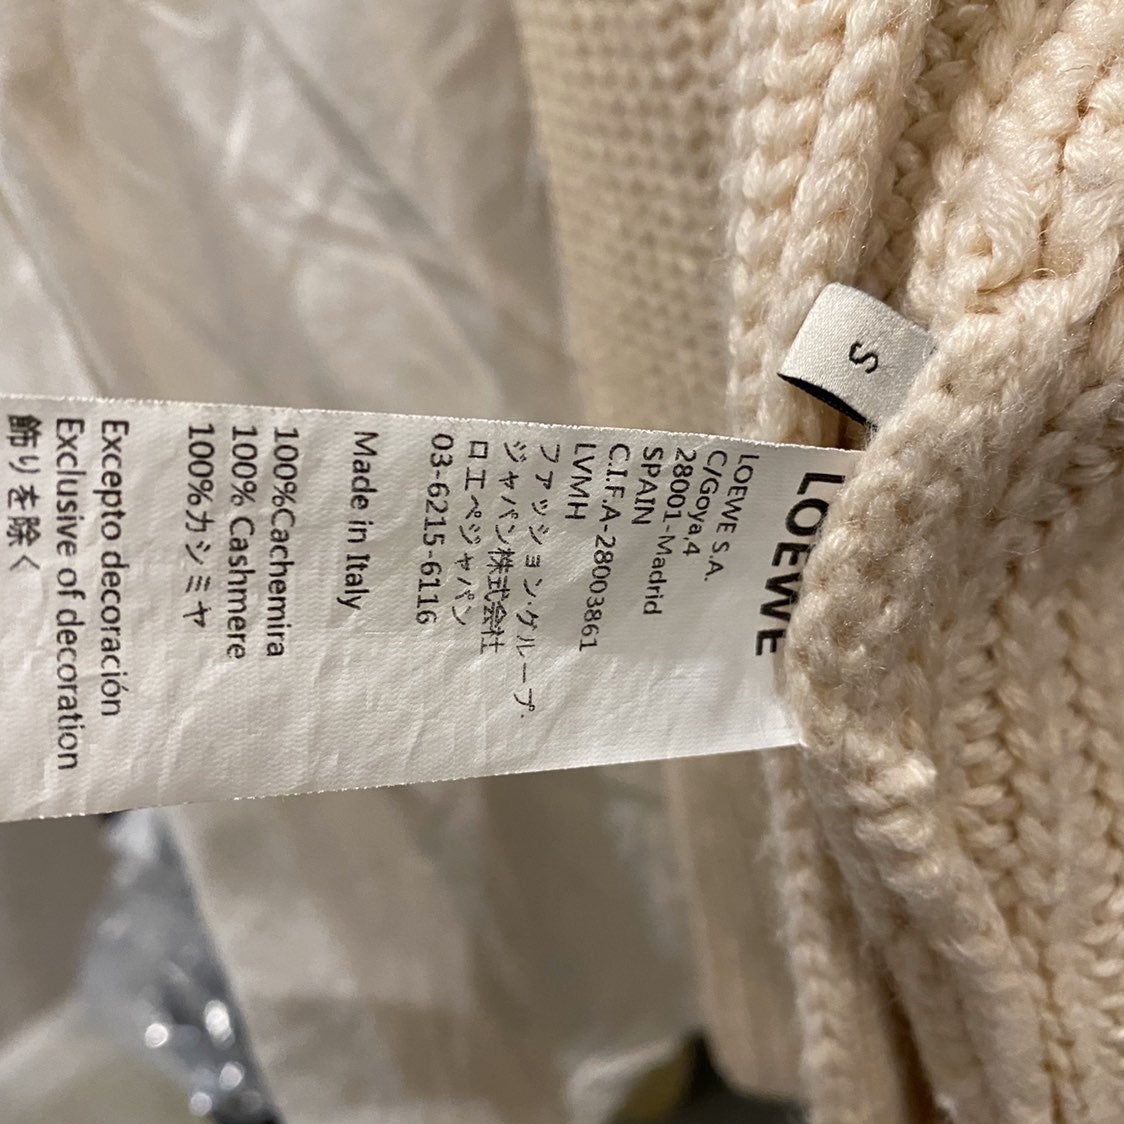 S
LOEWE
LOEWE S.A.
C/Goya,4
28001-Madrid
SPAIN
C.I.F.A-28003861
LVMH
ファッション・グループ・
ジャパン株式会社
ロエベジャパン
03-6215-6116
Made in Italy
100%Cachemira
100% Cashmere
100%カシミヤ
Excepto decoración
Exclusive of decoration
飾りを除く